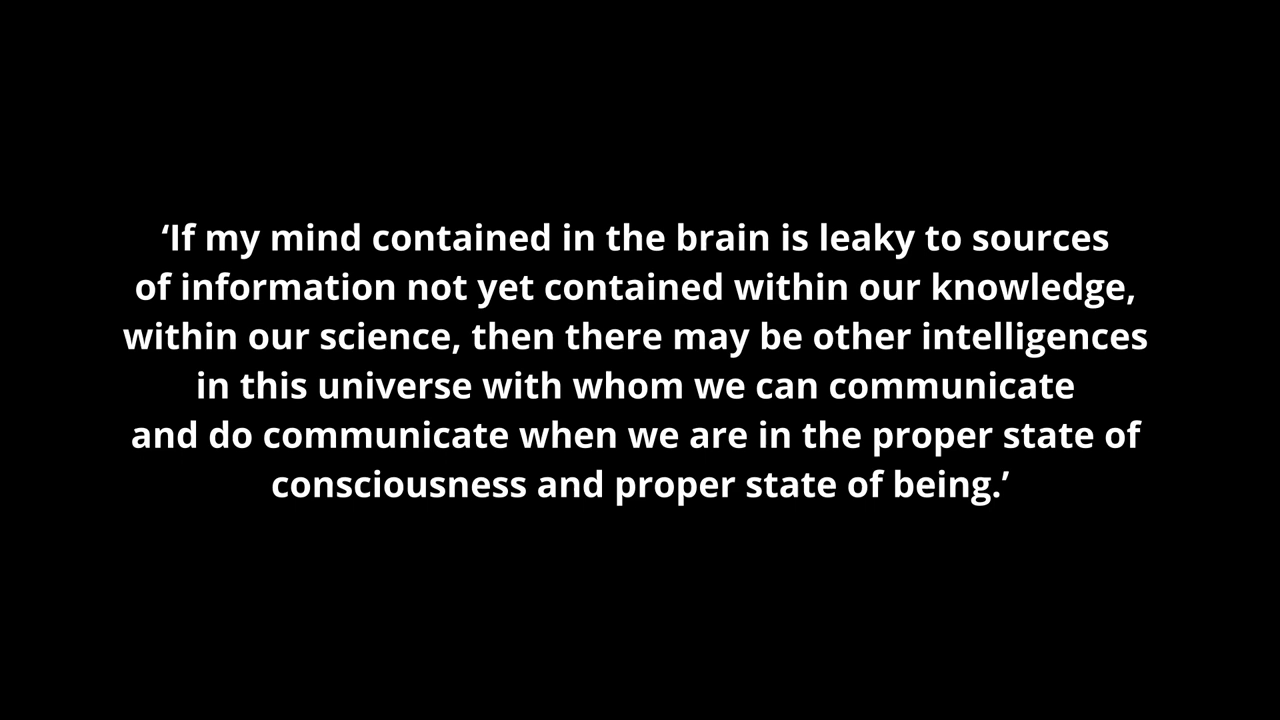 ‘If my mind contained in the brain is leaky to sources
of information not yet contained within our knowledge,
within our science, then there may be other intelligences
in this universe with whom we can communicate
and do communicate when we are in the proper state of
consciousness and proper state of being.’